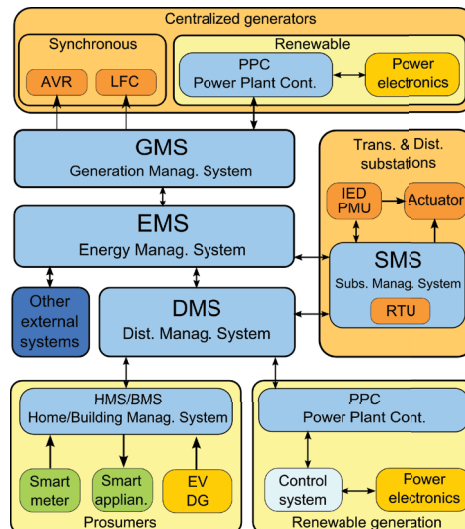 Centralized generators
Synchronous
AVR
LFC
Renewable
PPC
Power Plant Cont.
Power
electronics
GMS
Generation Manag. System
Trans. & Dist.
substations
IED
PMU
Actuator
EMS
Energy Manag. System
SMS
Subs. Manag. System
RTU
Other
external
systems
DMS
Dist. Manag. System
HMS/BMS
Home/Building Manag. System
Smart
meter
Smart
applian.
EV
DG
Prosumers
PPC
Power Plant Cont.
Control
system
Power
electronics
Renewable generation